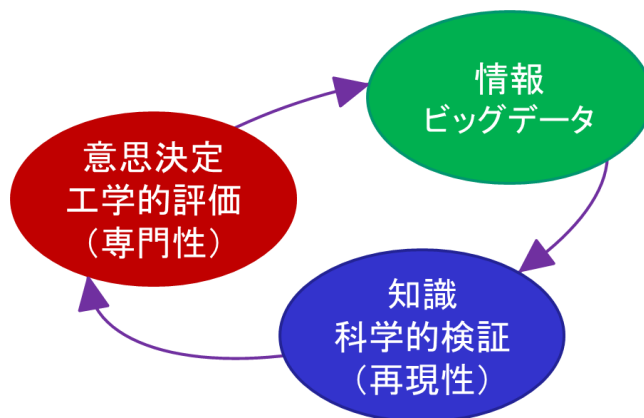 情報
ビッグデータ
意思決定
工学的評価
（専門性）
知識
科学的検証
（再現性）